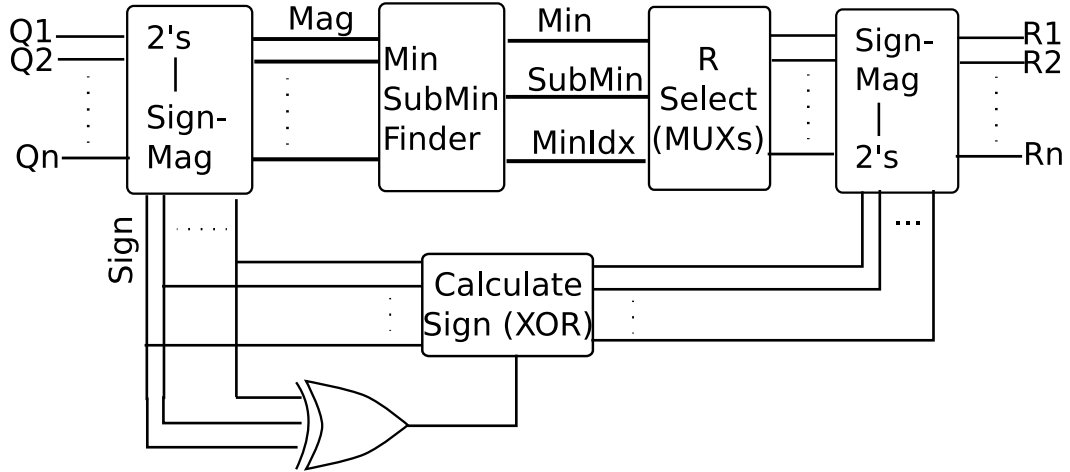 Q1
Q2
Qn
2's
Sign-
Mag
Mag
Min
SubMin
Finder
Min
SubMin
MinIdx
R
Select
(MUXs)
Sign-
Mag
2's
R1
R2
Rn
Sign
Calculate
Sign (XOR)